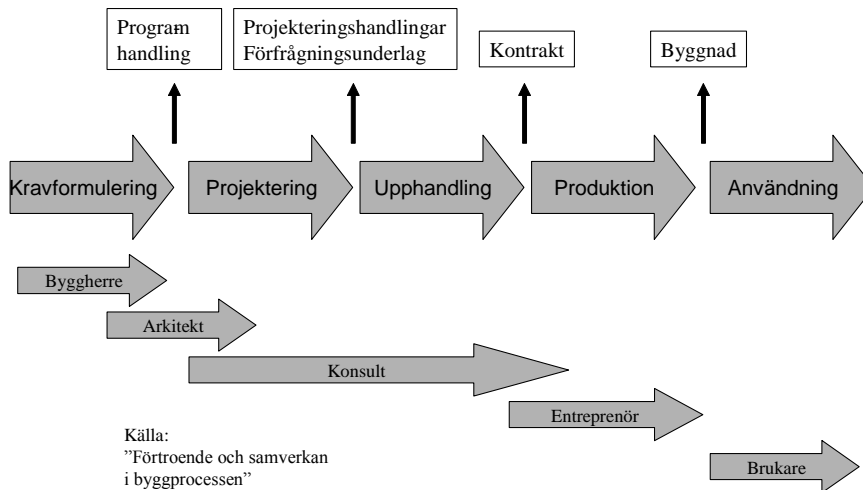 Program-
handling
Projekteringshandlingar
Förfrågningsunderlag
Kontrakt
Byggnad
Kravformulering
Projektering
Upphandling
Produktion
Användning
Byggherre
Arkitekt
Konsult
Entreprenör
Brukare
Källa:
”Förtroende och samverkan
i byggprocessen”